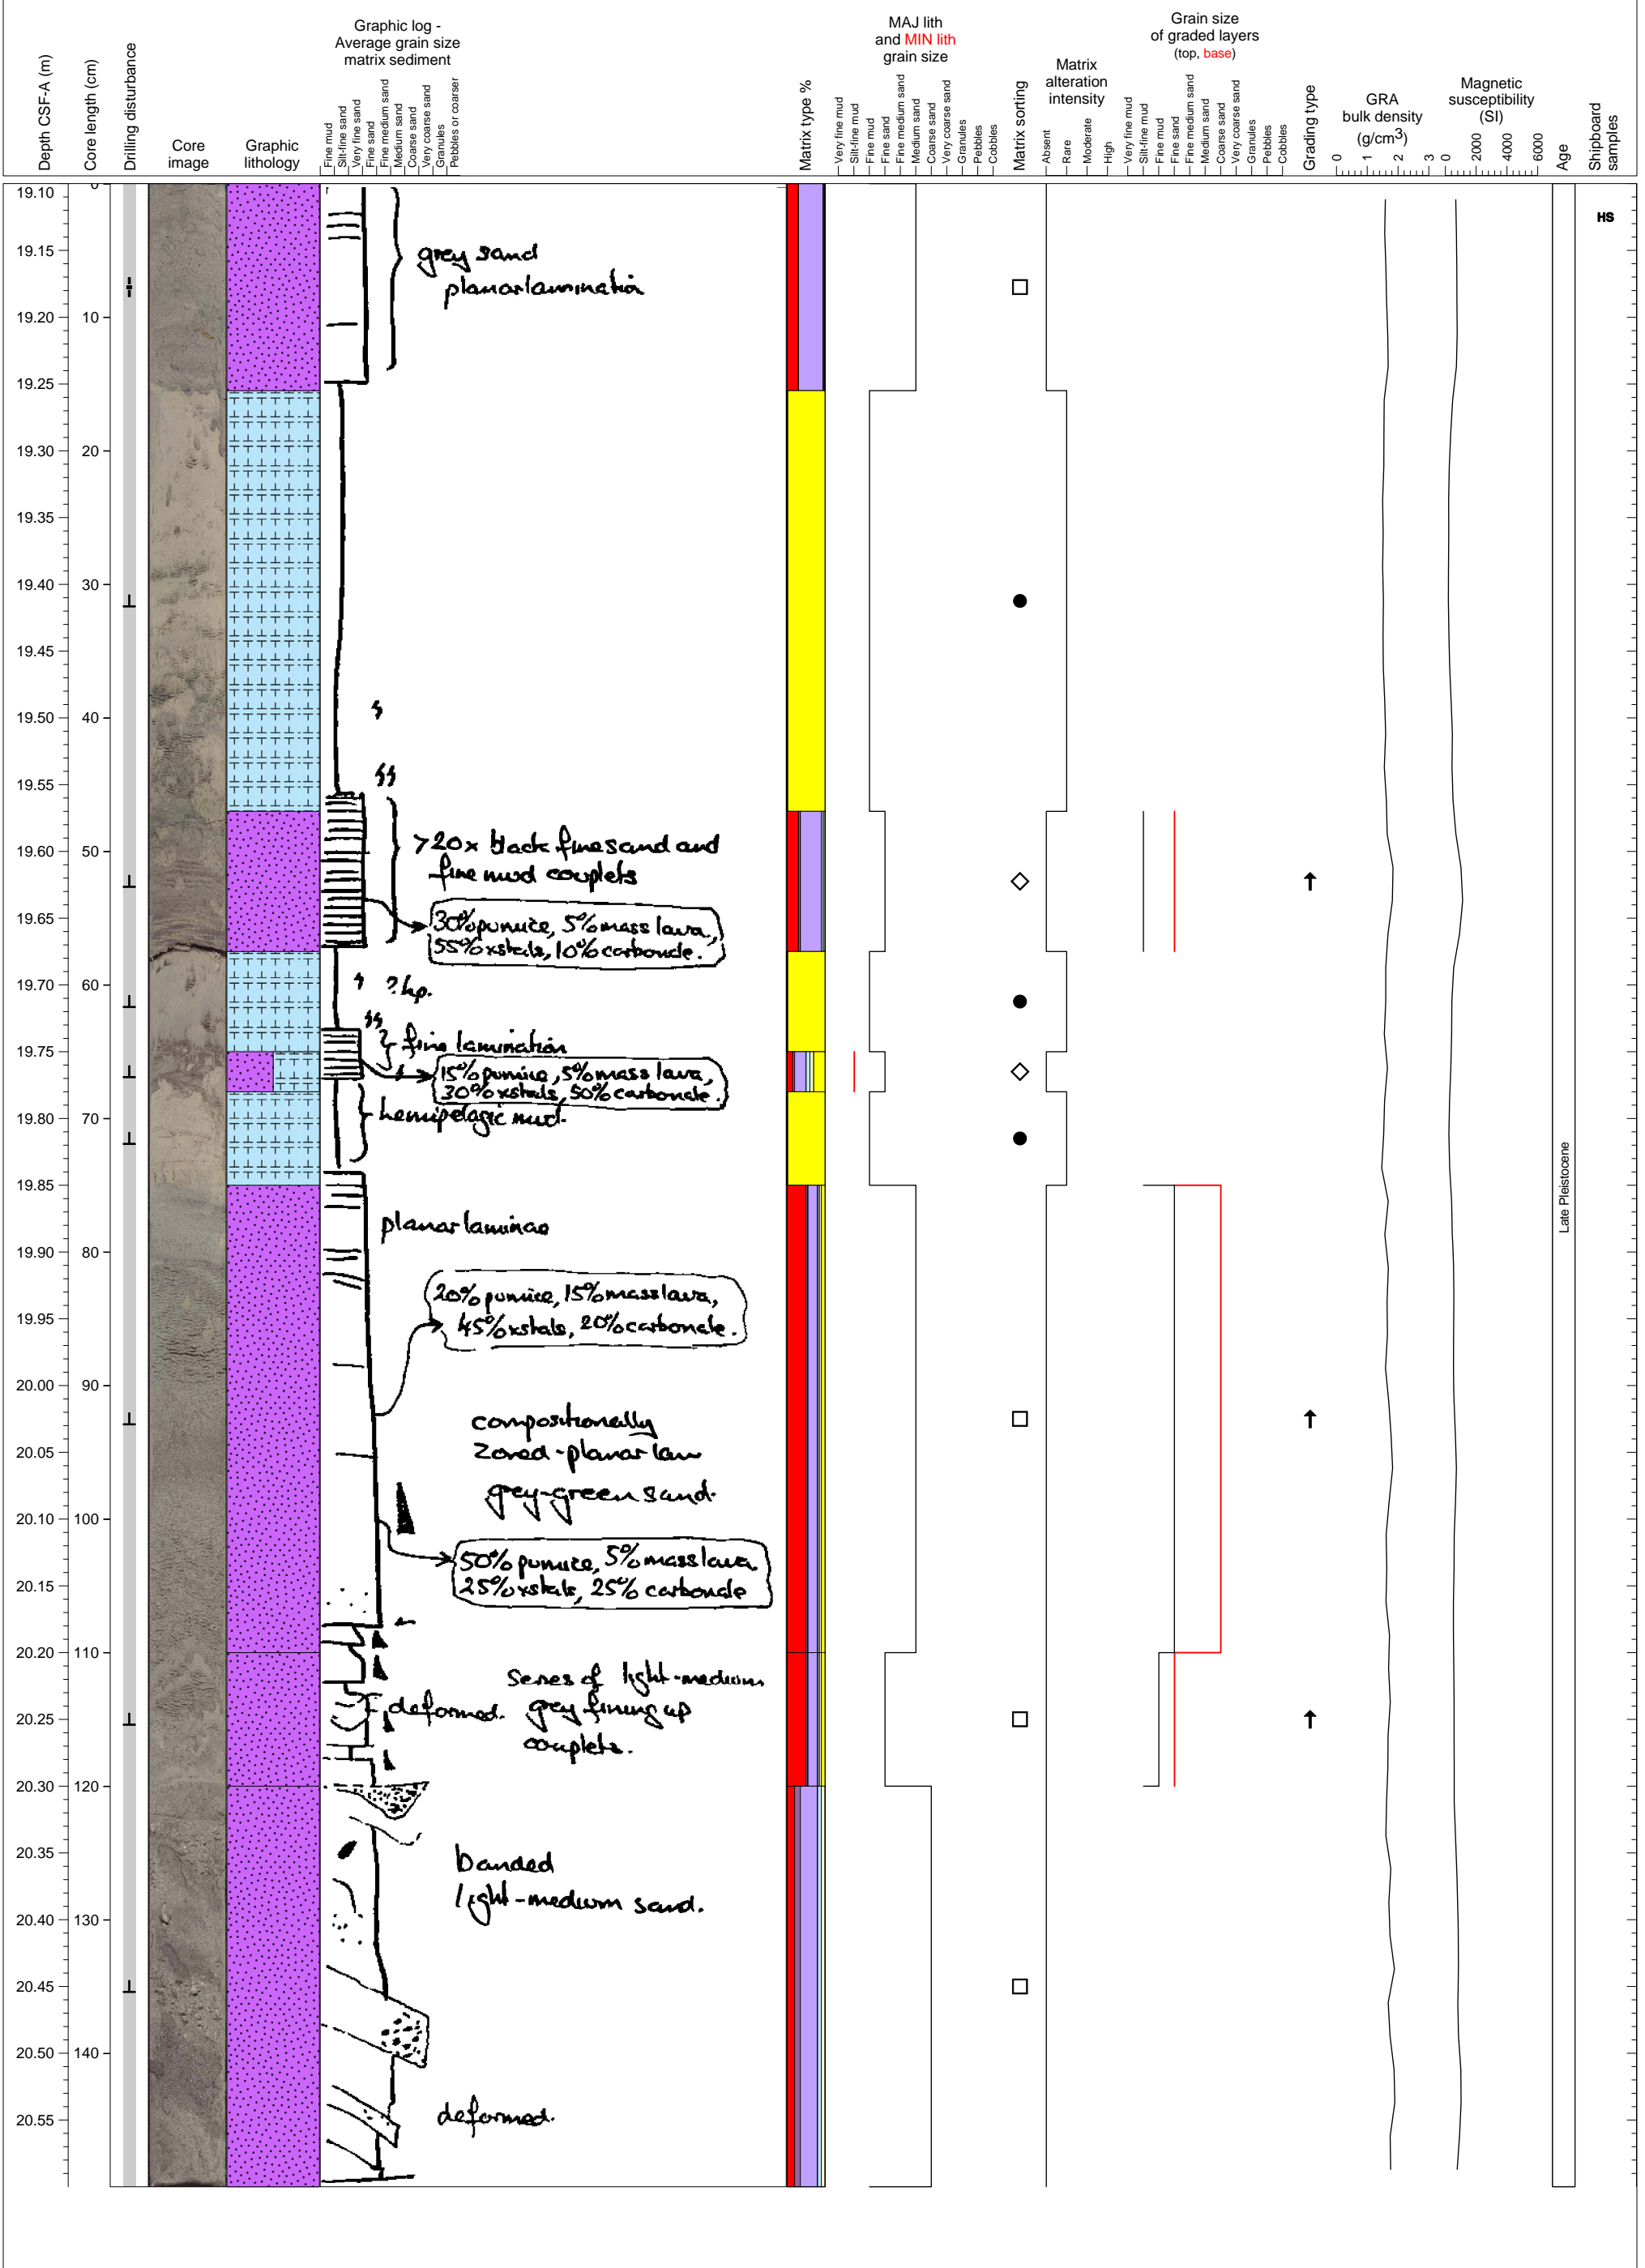 Depth CSF-A (m)
Core length (cm)
Drilling disturbance
Core
image
Graphic
lithology
Graphic log -
Average grain size
matrix sediment
Fine mud
Silt-fine sand
Very fine sand
Fine sand
Fine medium sand
Medium sand
Coarse sand
Very coarse sand
Granules
Pebbles or coarser
Matrix type %
MAJ lith
and MIN lith
grain size
Very fine mud
Silt-fine mud
Fine mud
Fine sand
Fine medium sand
Medium sand
Coarse sand
Very coarse sand
Granules
Pebbles
Cobbles
Matrix sorting
Matrix
alteration
intensity
Absent
Rare
Moderate
High
Grain size
of graded layers
(top, base)
Very fine mud
Silt-fine mud
Fine mud
Fine sand
Fine medium sand
Medium sand
Coarse sand
Very coarse sand
Granules
Pebbles
Cobbles
Grading type
GRA
bulk density
(g/cm3)
0 1 2 3
Magnetic
susceptibility
(SI)
0 2000 4000 6000
Age
Shipboard
samples
19.10 0
HS
19.15
grey sand
planar lamination
19.20 10
19.25
19.30 20
19.35
19.40 30
19.45
19.50 40
19.55
>20x black fine sand and
19.60 50
fine mud couplets
19.65
30% pumice, 5% mass lava,
55% xstals, 10% carbonate.
19.70 60
? hp.
19.75
fine lamination
15% pumice, 5% mass lava,
30% xstals, 50% carbonate.
19.80 70
hemipelagic mud.
19.85
planar laminae
Late Pleistocene
19.90 80
20% pumice, 15% mass lava,
19.95
45% xstals, 20% carbonate.
20.00 90
compositionally
20.05
zoned-planar lam
grey-green sand.
20.10 100
50% pumice, 5% mass lava
20.15
25% xstals, 25% carbonate
20.20 110
Series of light-medium
20.25
deformed.
grey fining up
couplets.
20.30 120
20.35
banded
light-medium sand.
20.40 130
20.45
20.50 140
20.55
deformed.